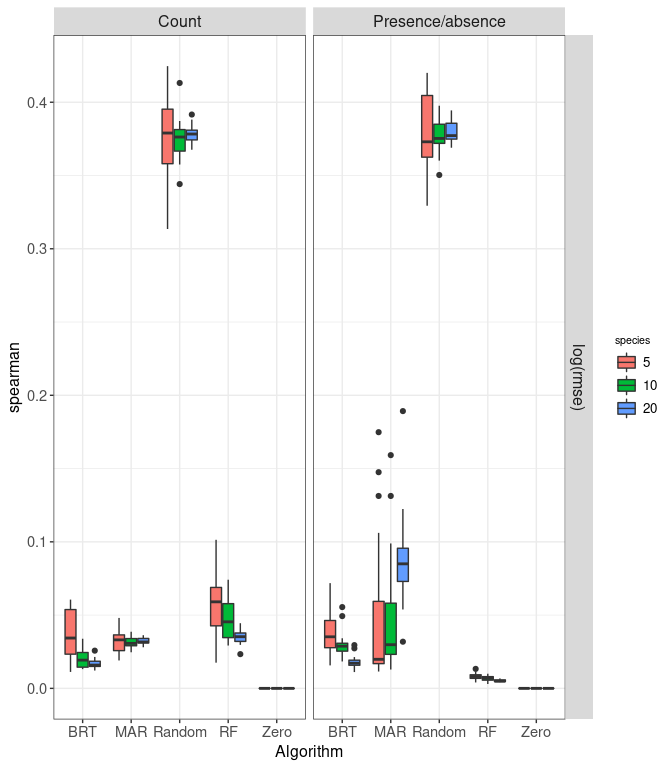 Count Presence/absence
0.4
0.3
0.2
0.1
0.0
spearman
log(rmse)
species
5
10
20
BRT MAR Random RF Zero BRT MAR Random RF Zero
Algorithm